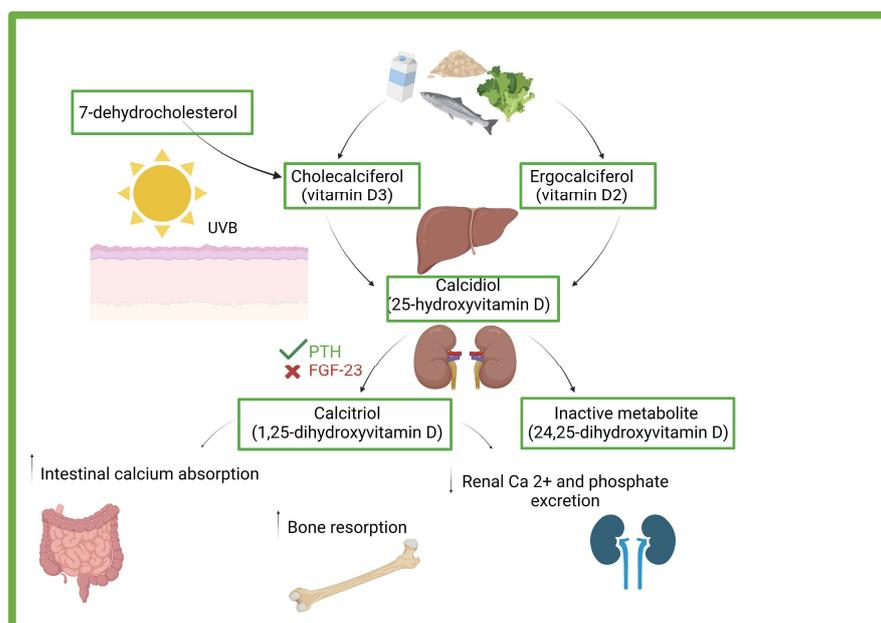 7-dehydrocholesterol
Cholecalciferol
(vitamin D3)
Ergocalciferol
(vitamin D2)
UVB
Calcidiol
(25-hydroxyvitamin D)
PTH
FGF-23
Calcitriol
(1,25-dihydroxyvitamin D)
Inactive metabolite
(24,25-dihydroxyvitamin D)
Intestinal calcium absorption
Renal Ca 2+ and phosphate
excretion
Bone resorption